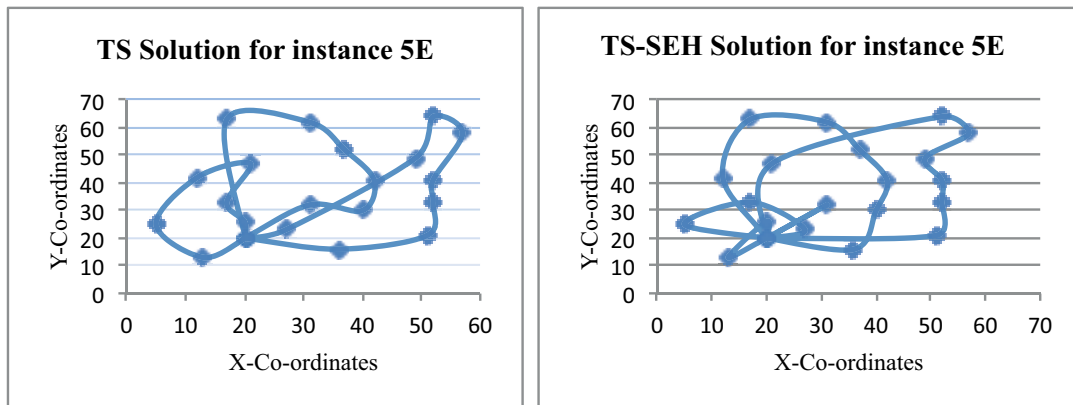 TS Solution for instance 5E
Y-Co-ordinates
70
60
50
40
30
20
10
0
0 10 20 30 40 50 60
X-Co-ordinates
TS-SEH Solution for instance 5E
Y-Co-ordinates
70
60
50
40
30
20
10
0
0 10 20 30 40 50 60 70
X-Co-ordinates